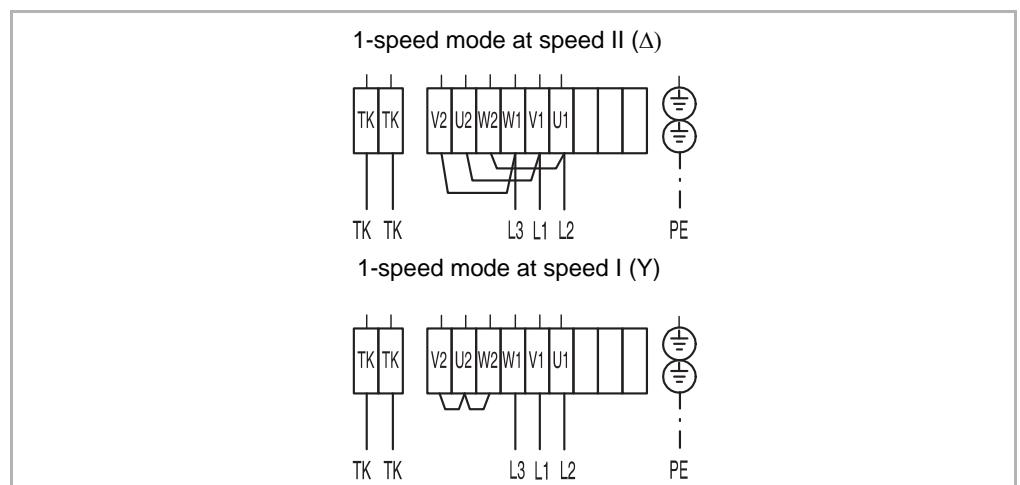 1-speed mode at speed II (Δ)
TK TK V2 U2 W2 W1 V1 U1
TK TK L3 L1 L2 PE
1-speed mode at speed I (Y)
TK TK V2 U2 W2 W1 V1 U1
TK TK L3 L1 L2 PE